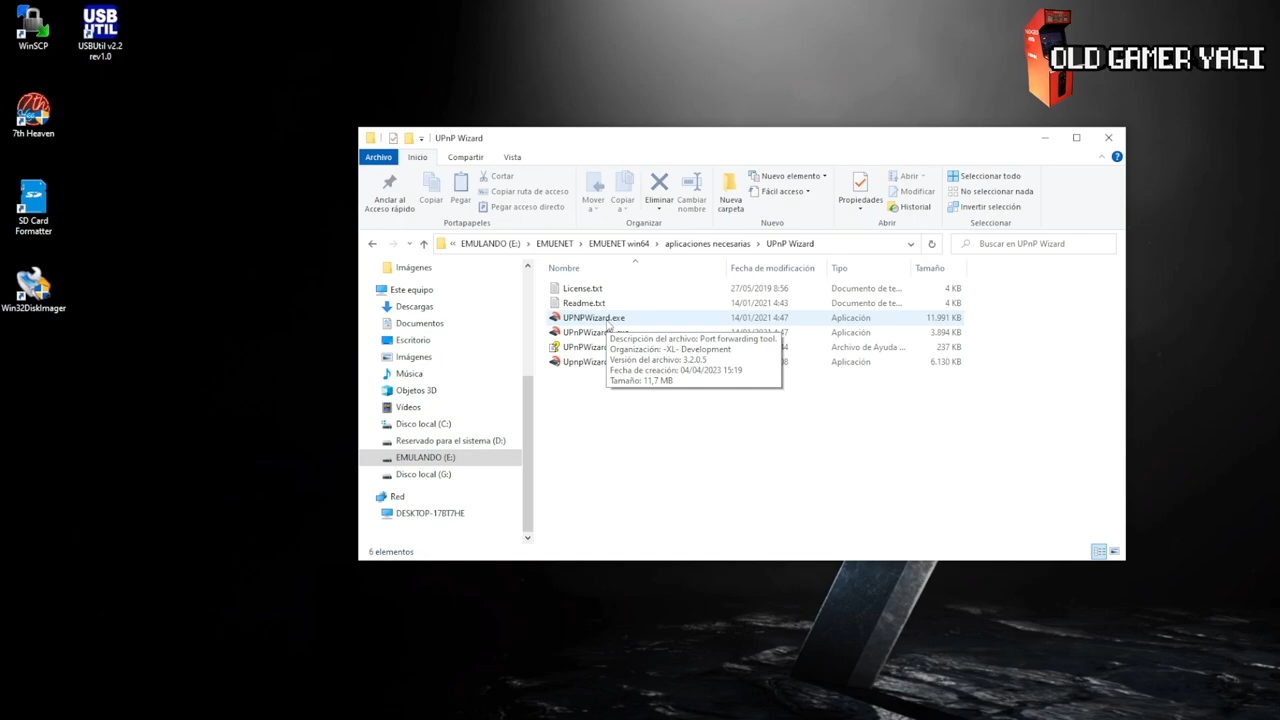 WinSCP
USB
UTIL
USBUtil v2.2
rev1.0
OLD GAMER YAGI
7th
7th Heaven
SD
SD Card
Formatter
Win32DiskImager
UPnP Wizard
Archivo Inicio Compartir Vista
Anclar al
Acceso rápido
Copiar
Pegar
Cortar
Copiar ruta de acceso
Pegar acceso directo
Portapapeles
Mover
a
Copiar
a
Eliminar
Cambiar
nombre
Organizar
Nueva
carpeta
Nuevo elemento
Fácil acceso
Nuevo
Propiedades
Abrir
Modificar
Historial
Abrir
Seleccionar todo
No seleccionar nada
Invertir selección
Seleccionar
« EMULANDO (E:) > EMUENET > EMUENET win64 > aplicaciones necesarias > UPnP Wizard
Buscar en UPnP Wizard
Imágenes
Este equipo
Descargas
Documentos
Escritorio
Imágenes
Música
Objetos 3D
Vídeos
Disco local (C:)
Reservado para el sistema (D:)
EMULANDO (E:)
Disco local (G:)
Red
DESKTOP-17BT7HE
Nombre Fecha de modificación Tipo Tamaño
License.txt 27/05/2019 8:56 Documento de te... 4 KB
Readme.txt 14/01/2021 4:43 Documento de te... 4 KB
UPNPWizard.exe 14/01/2021 4:47 Aplicación 11.991 KB
Aplicación 3.894 KB
Archivo de Ayuda ... 237 KB
Aplicación 6.130 KB
Descripción del archivo: Port forwarding tool.
Organización: -XL- Development
Versión del archivo: 3.2.0.5
Fecha de creación: 04/04/2023 15:19
Tamaño: 11,7 MB
6 elementos